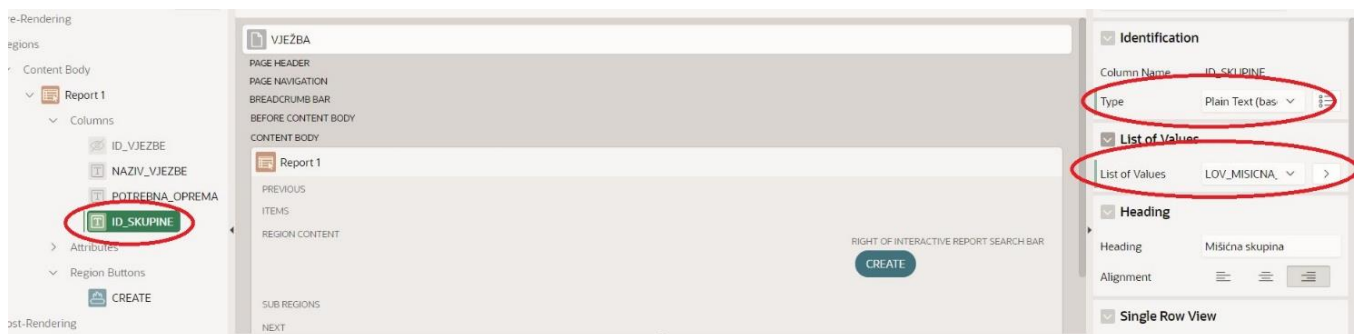 re-Rendering
egions
Content Body
Report 1
Columns
ID_VJEZBE
NAZIV_VJEZBE
POTREBNA_OPREMA
ID_SKUPINE
Attributes
Region Buttons
CREATE
ost-Rendering
VJEŽBA
PAGE HEADER
PAGE NAVIGATION
BREADCRUMB BAR
BEFORE CONTENT BODY
CONTENT BODY
Report 1
PREVIOUS
ITEMS
REGION CONTENT
RIGHT OF INTERACTIVE REPORT SEARCH BAR
CREATE
SUB REGIONS
NEXT
Identification
Column Name ID_SKUPINE
Type Plain Text (bas
List of Values
List of Values LOV_MISICNA_
Heading
Heading Mišićna skupina
Alignment
Single Row View